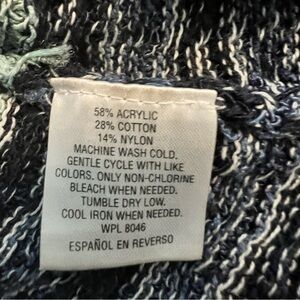 58% ACRYLIC
28% COTTON
14% NYLON
MACHINE WASH COLD.
GENTLE CYCLE WITH LIKE
COLORS. ONLY NON-CHLORINE
BLEACH WHEN NEEDED.
TUMBLE DRY LOW.
COOL IRON WHEN NEEDED.
WPL 8046
ESPAÑOL EN REVERSO